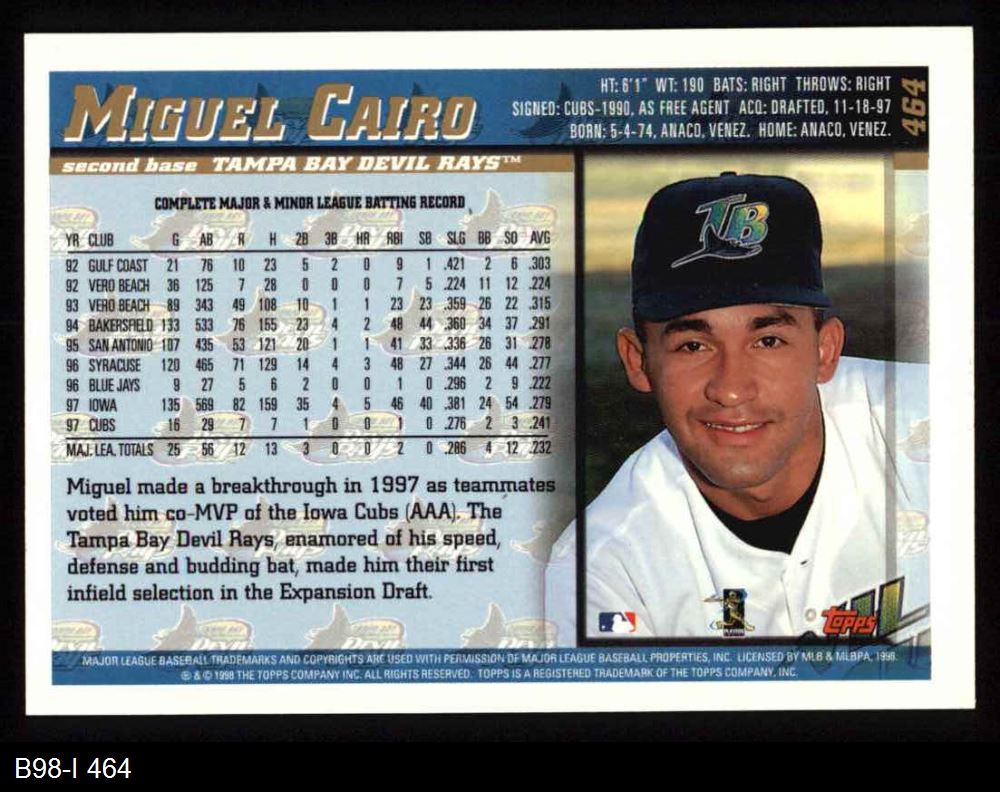 MIGUEL CAIRO
HT: 6'1" WT: 190 BATS: RIGHT THROWS: RIGHT
SIGNED: CUBS-1990, AS FREE AGENT ACQ: DRAFTED, 11-18-97
BORN: 5-4-74, ANACO, VENEZ. HOME: ANACO, VENEZ.
464
second base TAMPA BAY DEVIL RAYS™
COMPLETE MAJOR & MINOR LEAGUE BATTING RECORD
YR CLUB G AB R H 2B 3B HR RBI SB SLG BB SO AVG
92 GULF COAST 21 76 10 23 5 2 0 9 1 .421 2 6 .303
92 VERO BEACH 36 125 7 28 0 0 0 7 5 .224 11 12 .224
93 VERO BEACH 89 343 49 108 10 1 1 23 23 .359 26 22 .315
94 BAKERSFIELD 133 533 76 155 23 4 2 48 44 .360 34 37 .291
95 SAN ANTONIO 107 435 53 121 20 1 1 41 33 .336 26 31 .278
96 SYRACUSE 120 465 71 129 14 4 3 48 27 .344 26 44 .277
96 BLUE JAYS 9 27 5 6 2 0 0 1 0 .296 2 9 .222
97 IOWA 135 569 82 159 35 4 5 46 40 .381 24 54 .279
97 CUBS 16 29 7 7 1 0 0 1 0 .276 2 3 .241
MAJ. LEA. TOTALS 25 56 12 13 3 0 0 2 0 .286 4 12 .232
Miguel made a breakthrough in 1997 as teammates
voted him co-MVP of the Iowa Cubs (AAA). The
Tampa Bay Devil Rays, enamored of his speed,
defense and budding bat, made him their first
infield selection in the Expansion Draft.
TB
Topps
MAJOR LEAGUE BASEBALL TRADEMARKS AND COPYRIGHTS ARE USED WITH PERMISSION OF MAJOR LEAGUE BASEBALL PROPERTIES, INC. LICENSED BY MLB & MLBPA, 1998.
® & © 1998 THE TOPPS COMPANY INC. ALL RIGHTS RESERVED. TOPPS IS A REGISTERED TRADEMARK OF THE TOPPS COMPANY, INC.
B98-I 464